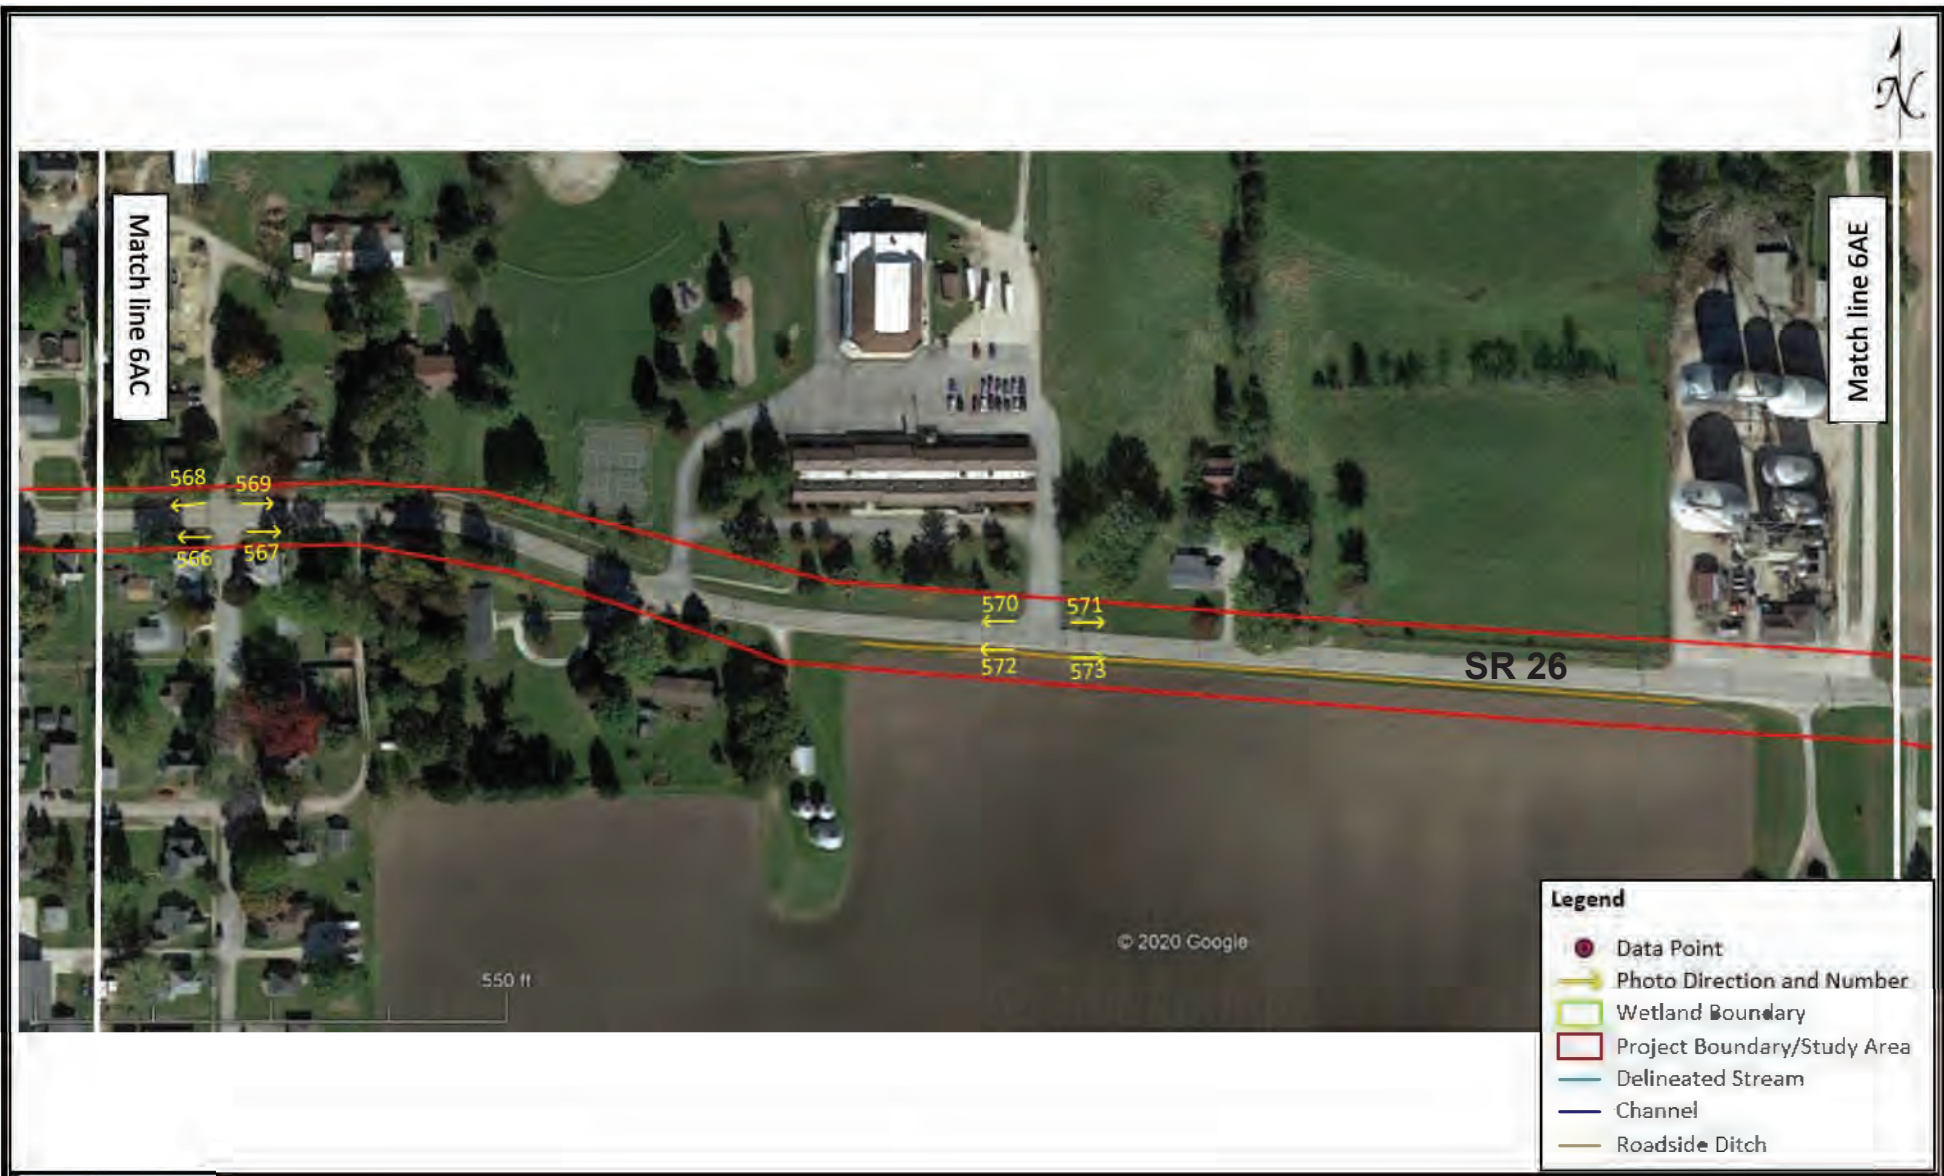 N
Match line 6AC
Match line 6AE
568
569
566
567
570
571
572
573
SR 26
© 2020 Google
550 ft
Legend
Data Point
Photo Direction and Number
Wetland Boundary
Project Boundary/Study Area
Delineated Stream
Channel
Roadside Ditch